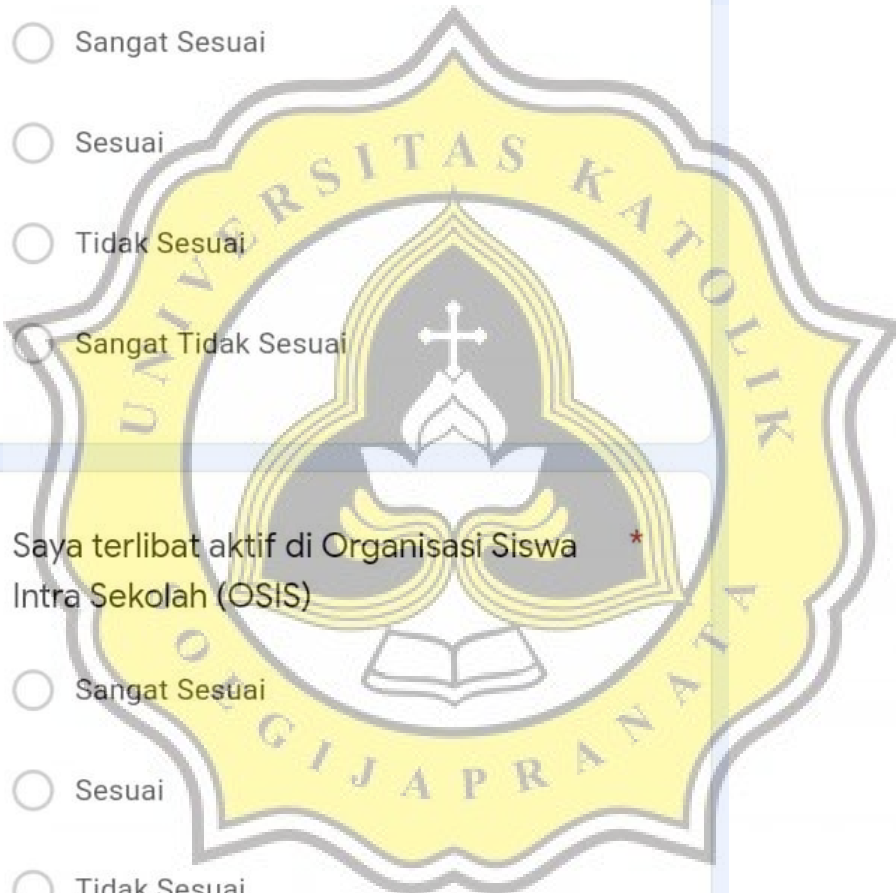 Sangat Sesuai
Sesuai
Tidak Sesuai
Sangat Tidak Sesuai
Saya terlibat aktif di Organisasi Siswa *
Intra Sekolah (OSIS)
Sangat Sesuai
Sesuai
Tidak Sesuai
UNIVERSITAS KATOLIK
SOEGIJAPRANATA